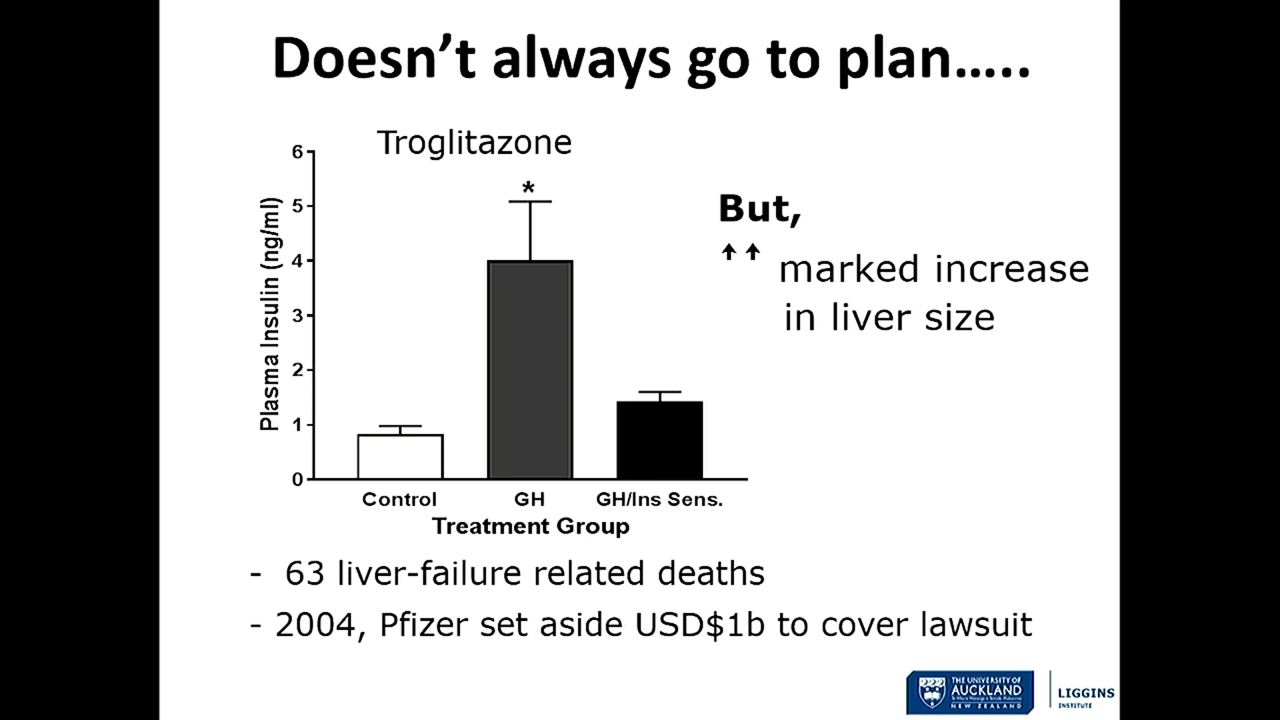 Doesn't always go to plan.....
Troglitazone
6
5
4
3
2
1
0
Plasma Insulin (ng/ml)
*
Control
GH
GH/Ins Sens.
Treatment Group
But,
marked increase
in liver size
- 63 liver-failure related deaths
- 2004, Pfizer set aside USD$1b to cover lawsuit
THE UNIVERSITY OF
AUCKLAND
NEW ZEALAND
LIGGINS
INSTITUTE